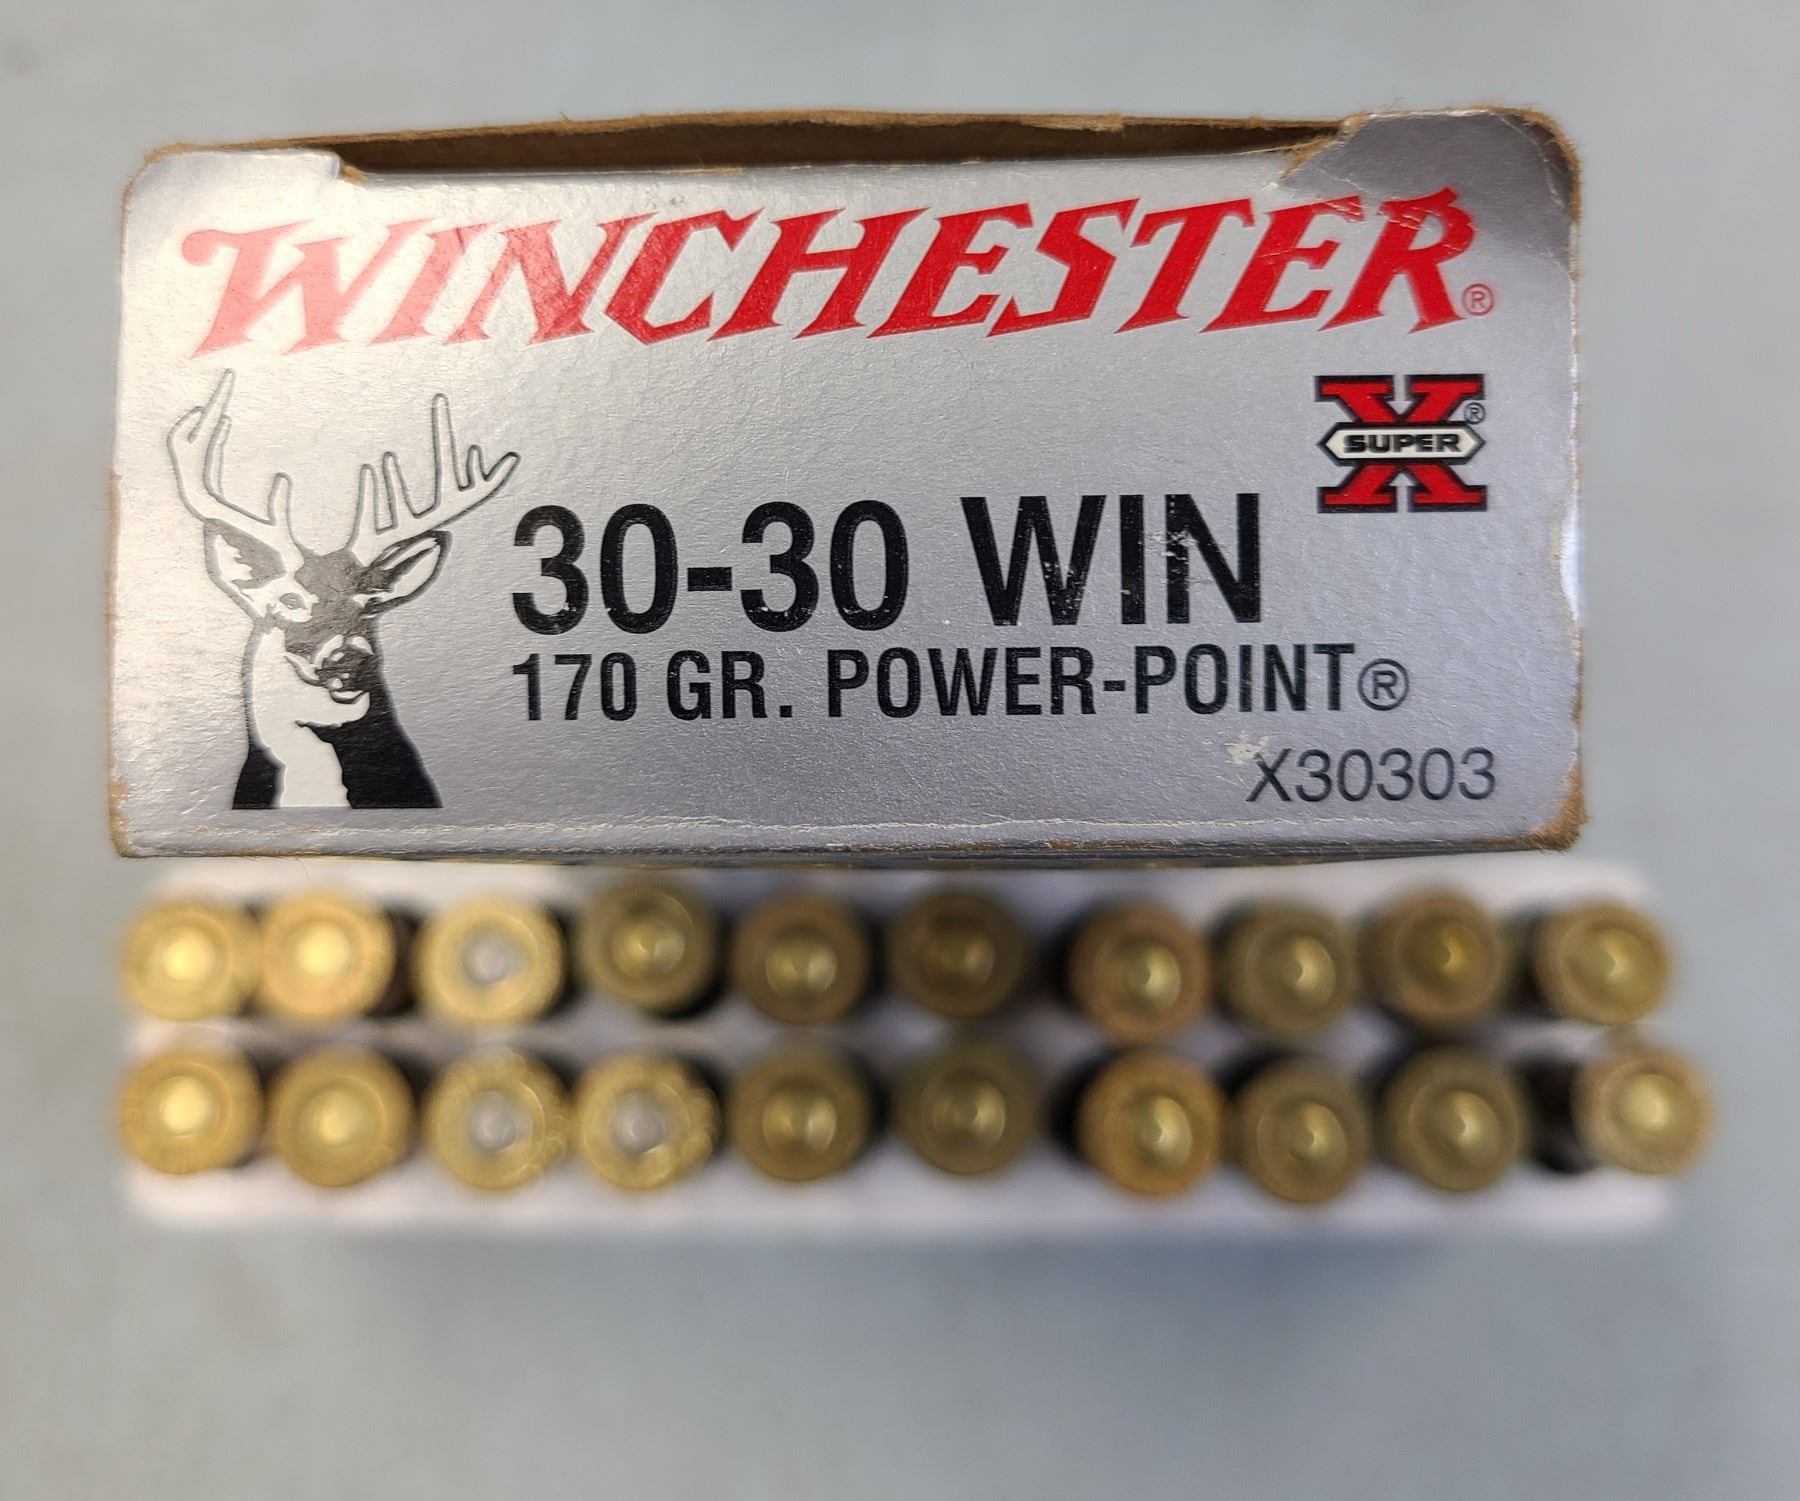 WINCHESTER®
X®
SUPER
30-30 WIN
170 GR. POWER-POINT®
X30303